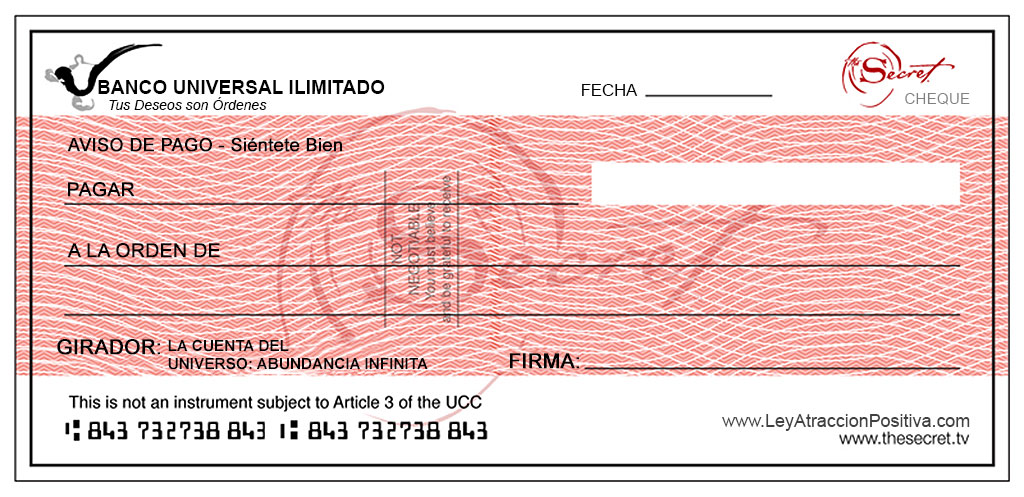 BANCO UNIVERSAL ILIMITADO
Tus Deseos son Órdenes
FECHA
The Secret
CHEQUE
AVISO DE PAGO - Siéntete Bien
PAGAR
A LA ORDEN DE
NOT
NEGOTIABLE
You must believe
and be grateful to receive
Secret
GIRADOR: LA CUENTA DEL
UNIVERSO: ABUNDANCIA INFINITA
FIRMA:
This is not an instrument subject to Article 3 of the UCC
⑆ 843 732738 843 ⑆ 843 732738 843
www.LeyAtraccionPositiva.com
www.thesecret.tv